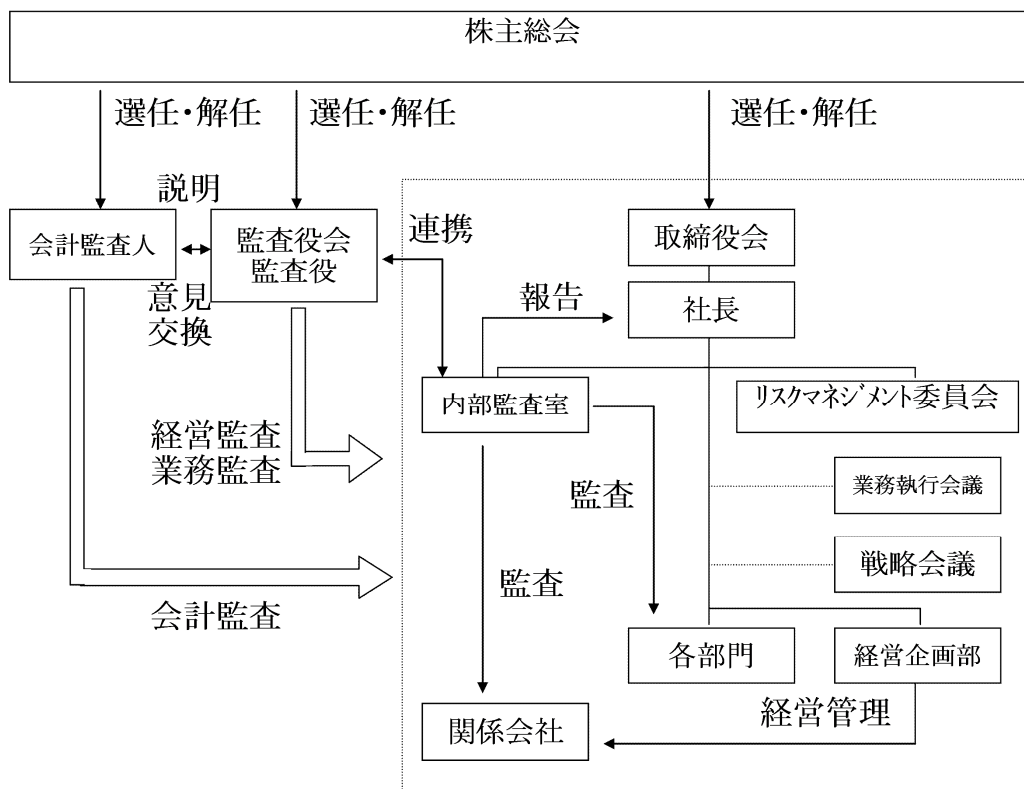 株主総会
選任・解任
選任・解任
選任・解任
説明
会計監査人
監査役会
監査役
連携
取締役会
意見
交換
報告
社長
内部監査室
リスクマネジメント委員会
経営監査
業務監査
監査
業務執行会議
戦略会議
監査
会計監査
各部門
経営企画部
関係会社
経営管理